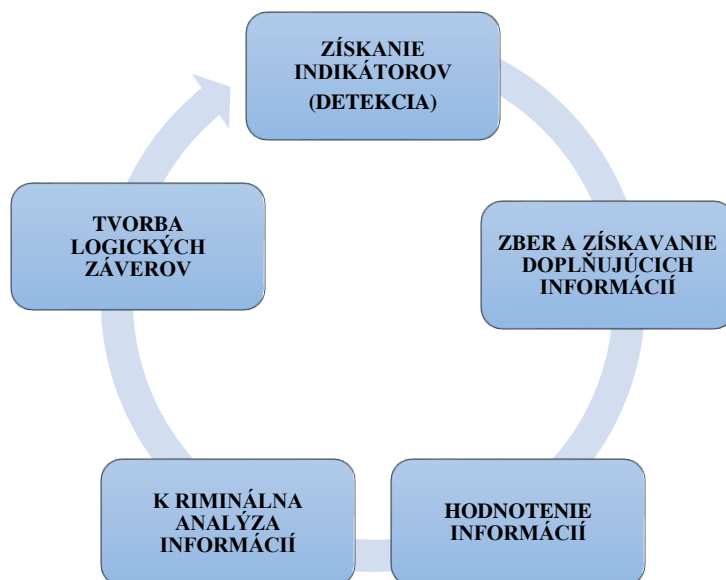 ZÍSKANIE
INDIKÁTOROV
(DETEKCIA)
ZBER A ZÍSKAVANIE
DOPLŇUJÚCICH
INFORMÁCIÍ
HODNOTENIE
INFORMÁCIÍ
K RIMINÁLNA
ANALÝZA
INFORMÁCIÍ
TVORBA
LOGICKÝCH
ZÁVEROV